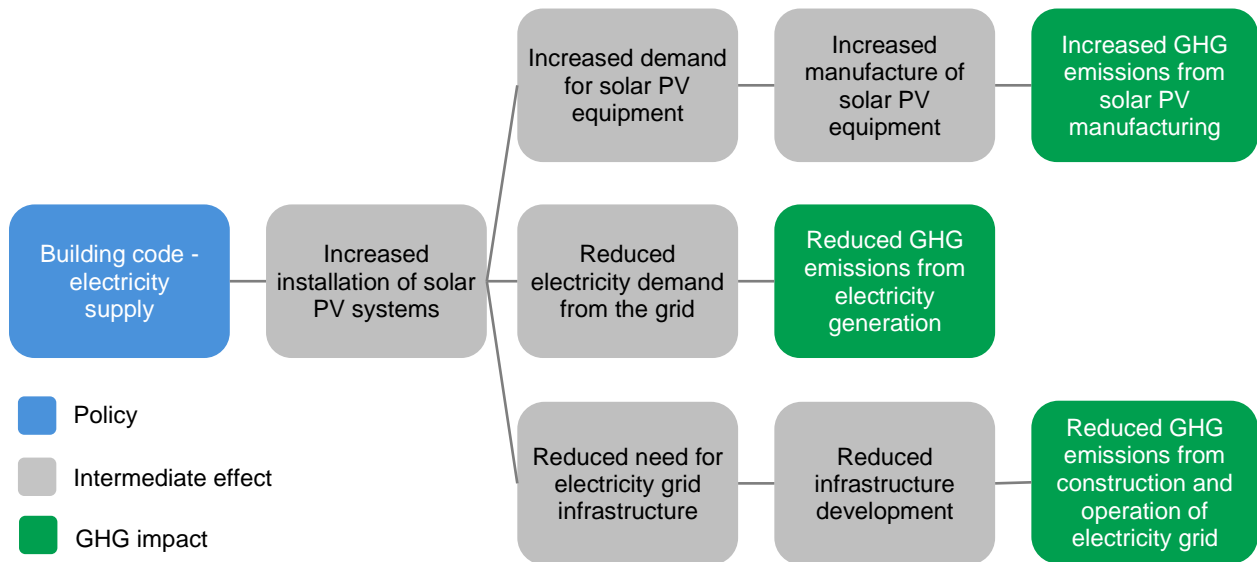 Increased demand
for solar PV
equipment
Increased
manufacture of
solar PV
equipment
Increased GHG
emissions from
solar PV
manufacturing
Building code -
electricity
supply
Increased
installation of solar
PV systems
Reduced
electricity demand
from the grid
Reduced GHG
emissions from
electricity
generation
Reduced need for
electricity grid
infrastructure
Reduced
infrastructure
development
Reduced GHG
emissions from
construction and
operation of
electricity grid
Policy
Intermediate effect
GHG impact